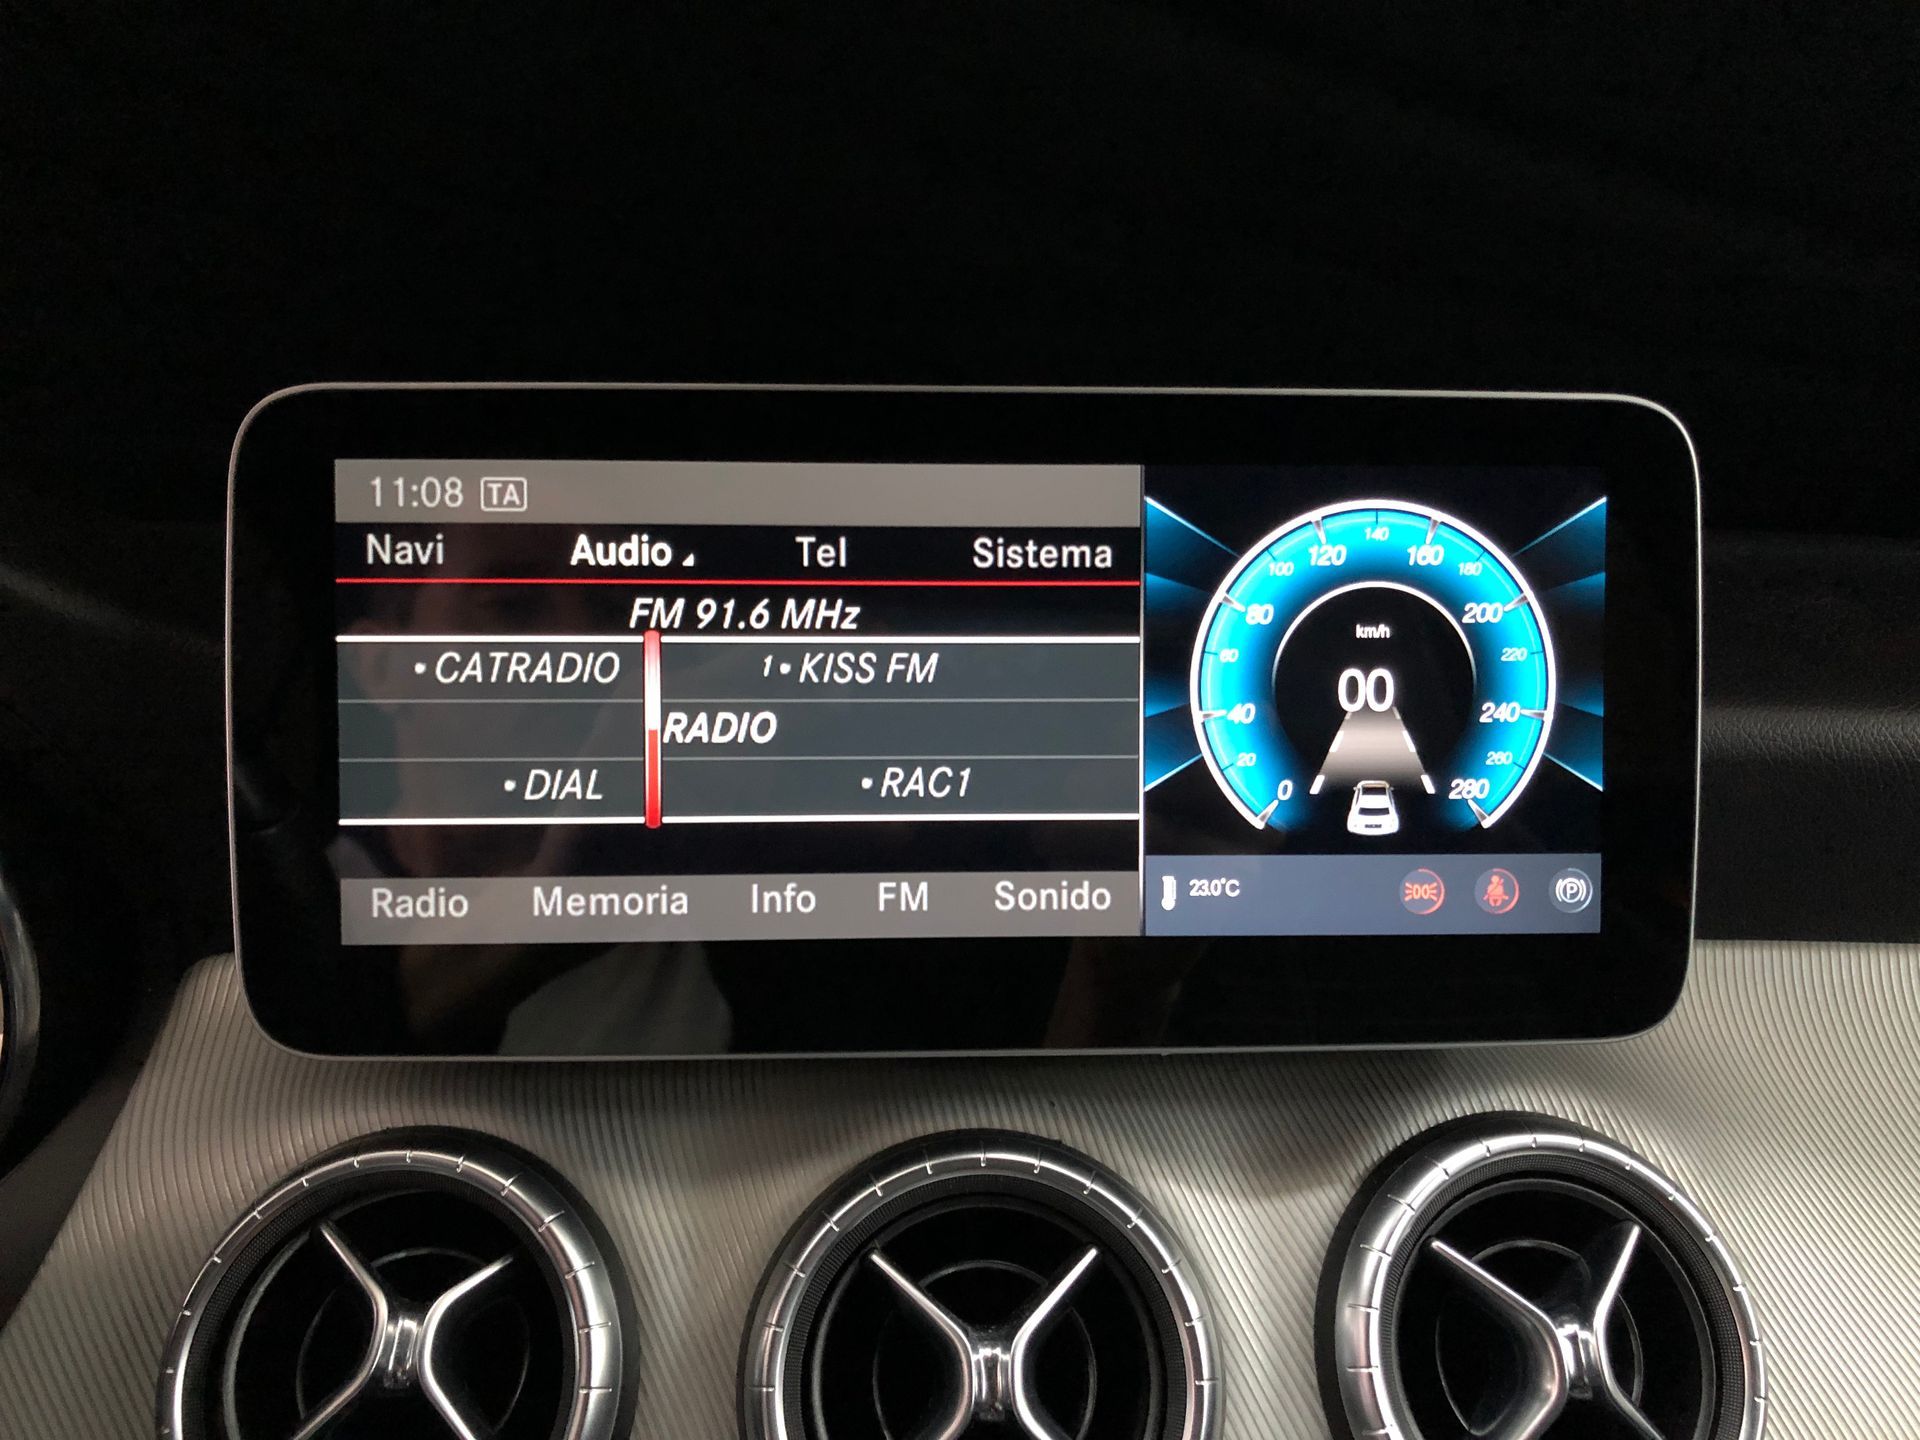 11:08 TA
Navi Audio Tel Sistema
FM 91.6 MHz
• CATRADIO 1• KISS FM
RADIO
• DIAL • RAC1
Radio Memoria Info FM Sonido
140
120 160
100 180
80 200
km/h
60 220
00
40 240
20 260
0 280
23.0°C P